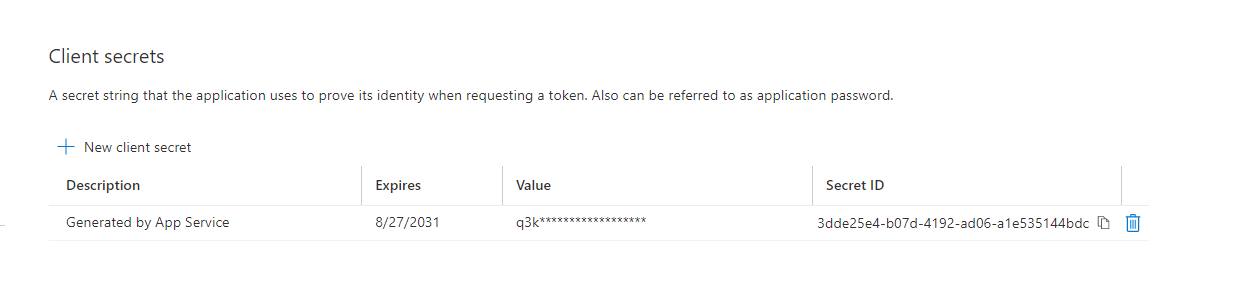 Client secrets
A secret string that the application uses to prove its identity when requesting a token. Also can be referred to as application password.
New client secret
Description Expires Value Secret ID
Generated by App Service 8/27/2031 q3k****************** 3dde25e4-b07d-4192-ad06-a1e535144bdc